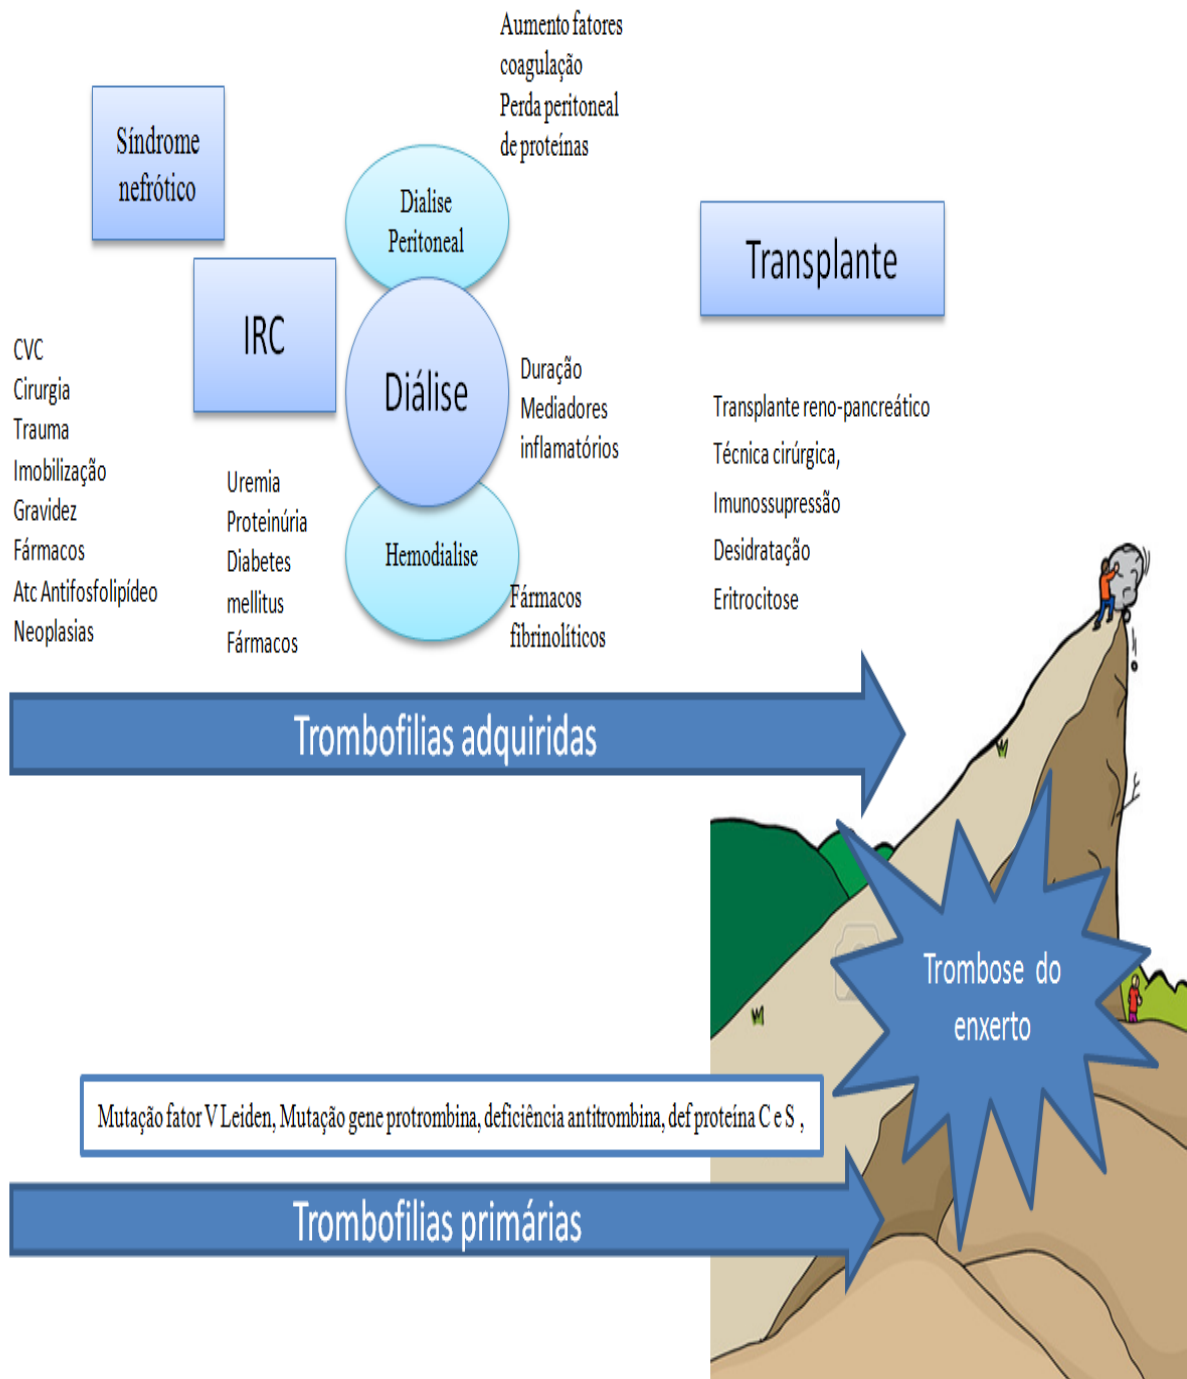 Aumento fatores
coagulação
Perda peritoneal
de proteínas
Síndrome
nefrótico
Dialise
Peritoneal
Transplante
IRC
Diálise
CVC
Cirurgia
Trauma
Imobilização
Gravidez
Fármacos
Atc Antifosfolipídeo
Neoplasias
Uremia
Proteinúria
Diabetes
mellitus
Fármacos
Duração
Mediadores
inflamatórios
Hemodialise
Fármacos
fibrinolíticos
Transplante reno-pancreático
Técnica cirúrgica,
Imunossupressão
Desidratação
Eritrocitose
Trombofilias adquiridas
Trombose do
enxerto
Mutação fator V Leiden, Mutação gene protrombina, deficiência antitrombina, def proteína C e S ,
Trombofilias primárias